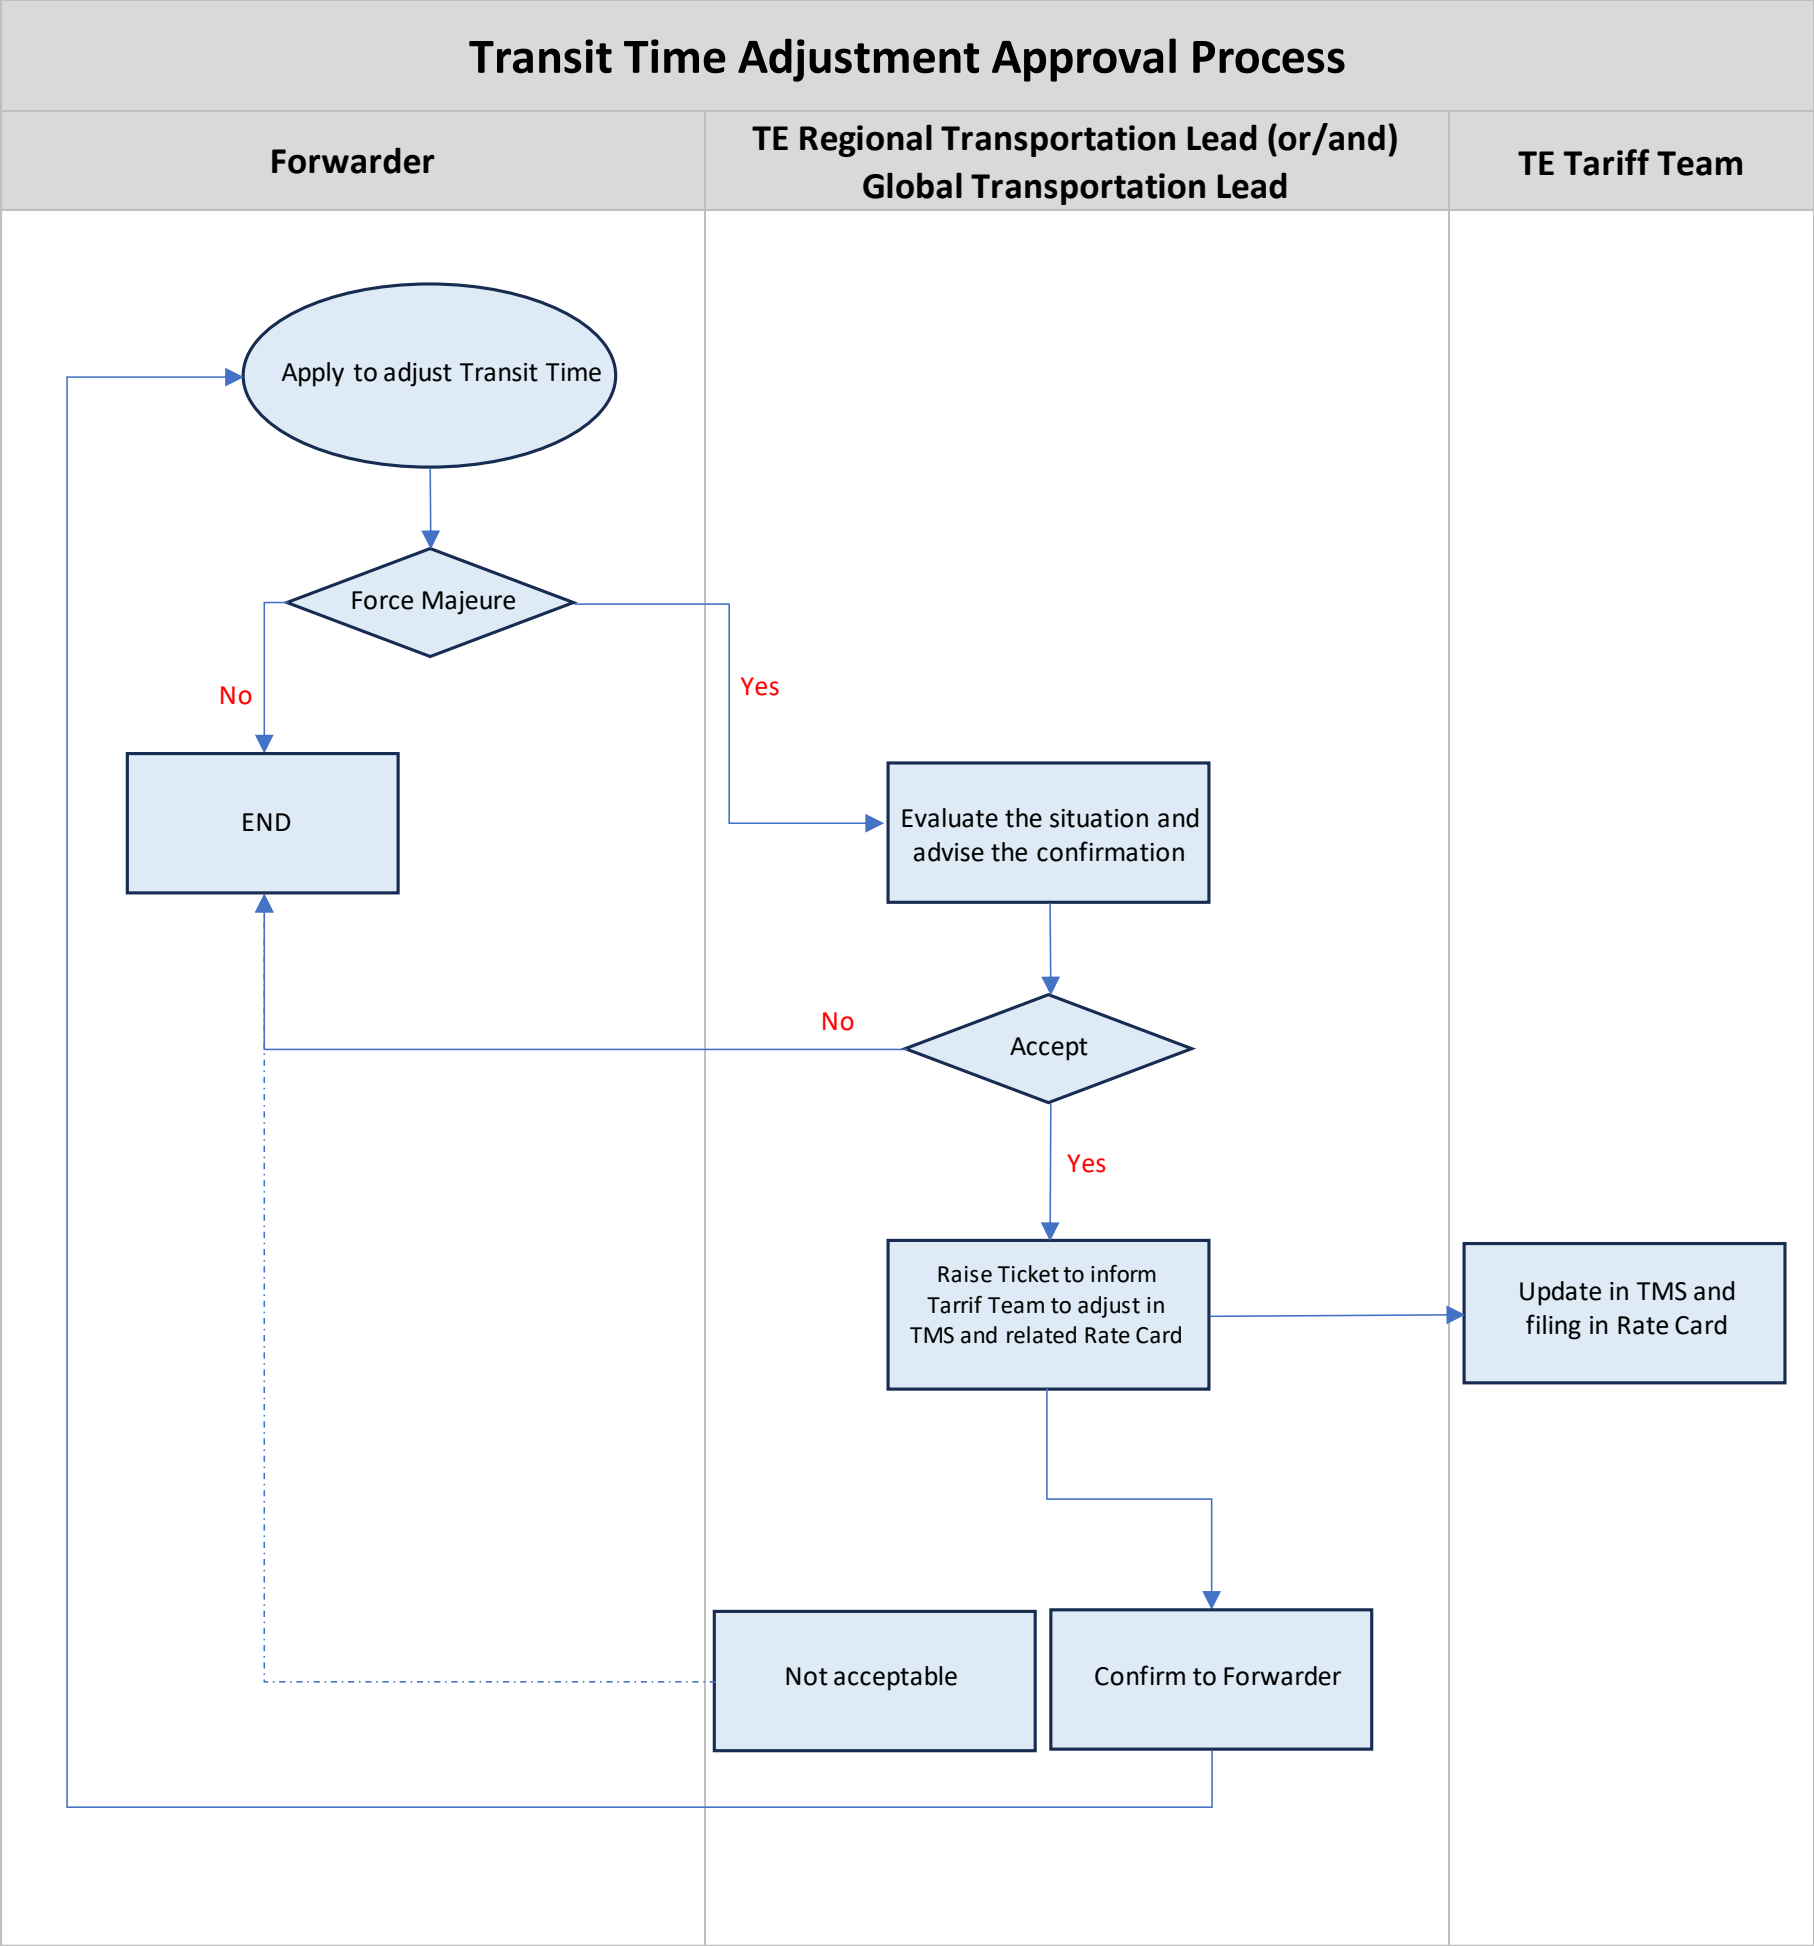 Transit Time Adjustment Approval Process
Forwarder
TE Regional Transportation Lead (or/and)
Global Transportation Lead
TE Tariff Team
Apply to adjust Transit Time
Force Majeure
No
Yes
END
Evaluate the situation and
advise the confirmation
No
Accept
Yes
Raise Ticket to inform
Tarrif Team to adjust in
TMS and related Rate Card
Update in TMS and
filing in Rate Card
Not acceptable
Confirm to Forwarder